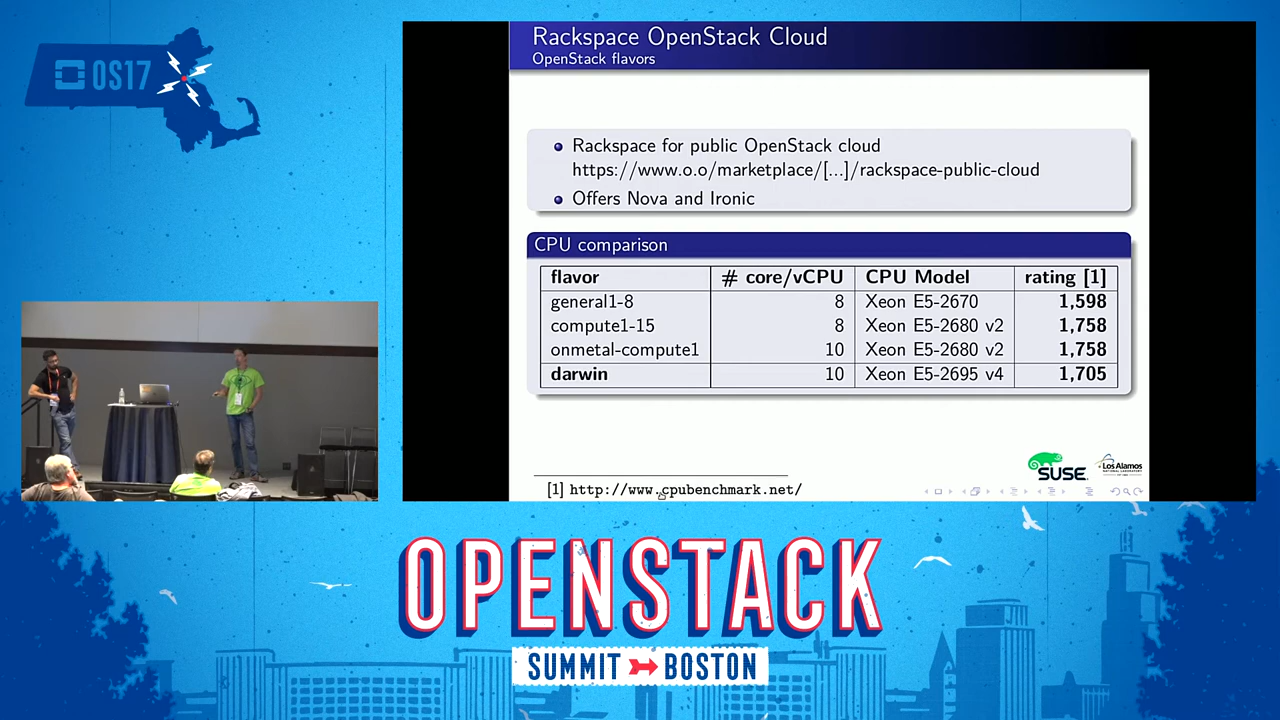 OS17
Rackspace OpenStack Cloud
OpenStack flavors
Rackspace for public OpenStack cloud
https://www.o.o/marketplace/[...]/rackspace-public-cloud
Offers Nova and Ironic
CPU comparison
flavor # core/vCPU CPU Model rating [1]
general1-8 8 Xeon E5-2670 1,598
compute1-15 8 Xeon E5-2680 v2 1,758
onmetal-compute1 10 Xeon E5-2680 v2 1,758
darwin 10 Xeon E5-2695 v4 1,705
SUSE
Los Alamos
NATIONAL LABORATORY
[1] http://www.cpubenchmark.net/
OPENSTACK
SUMMIT BOSTON